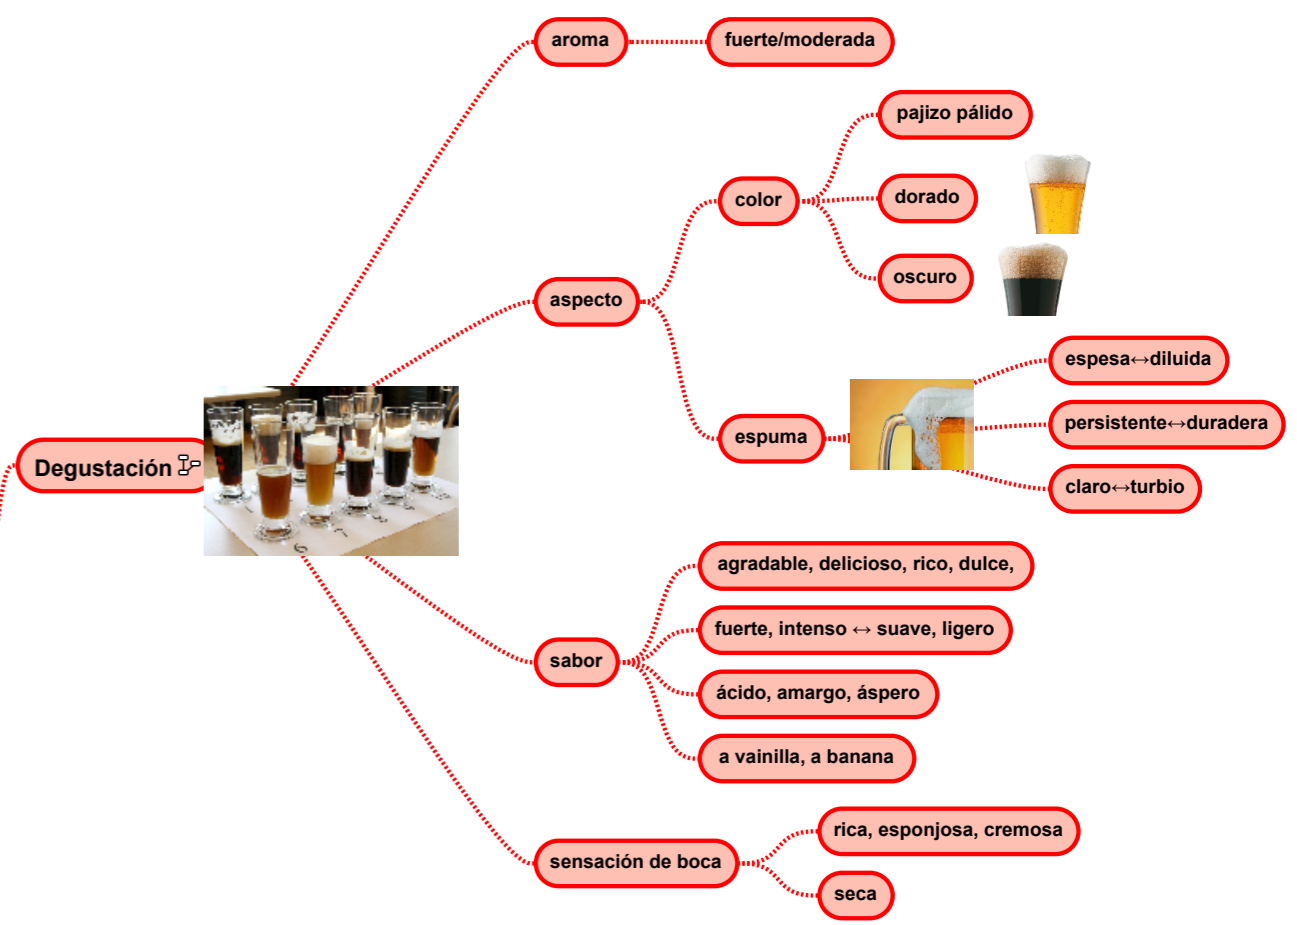 aroma
fuerte/moderada
pajizo pálido
color
dorado
oscuro
aspecto
espesa↔diluida
espuma
persistente↔duradera
claro↔turbio
Degustación
agradable, delicioso, rico, dulce,
fuerte, intenso ↔ suave, ligero
sabor
ácido, amargo, áspero
a vainilla, a banana
rica, esponjosa, cremosa
sensación de boca
seca